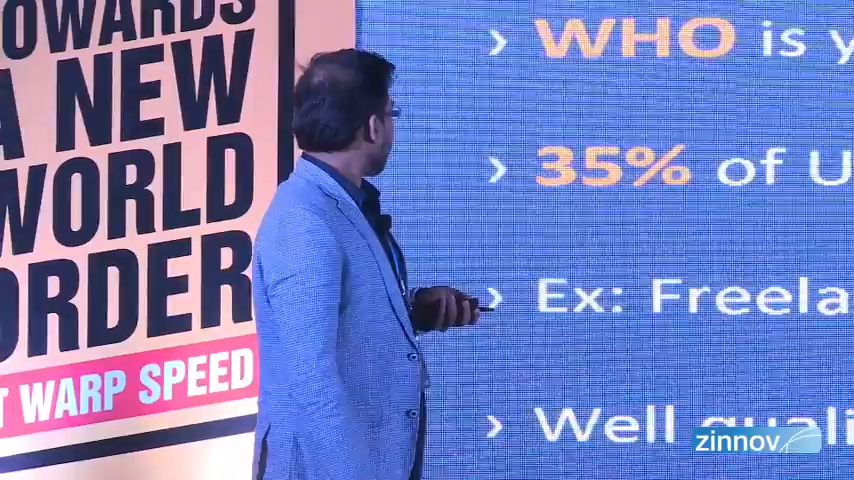 TOWARDS
A NEW
WORLD
ORDER
AT WARP SPEED
› WHO is y
› 35% of U
› Ex: Freela
› Well quali
zinnov